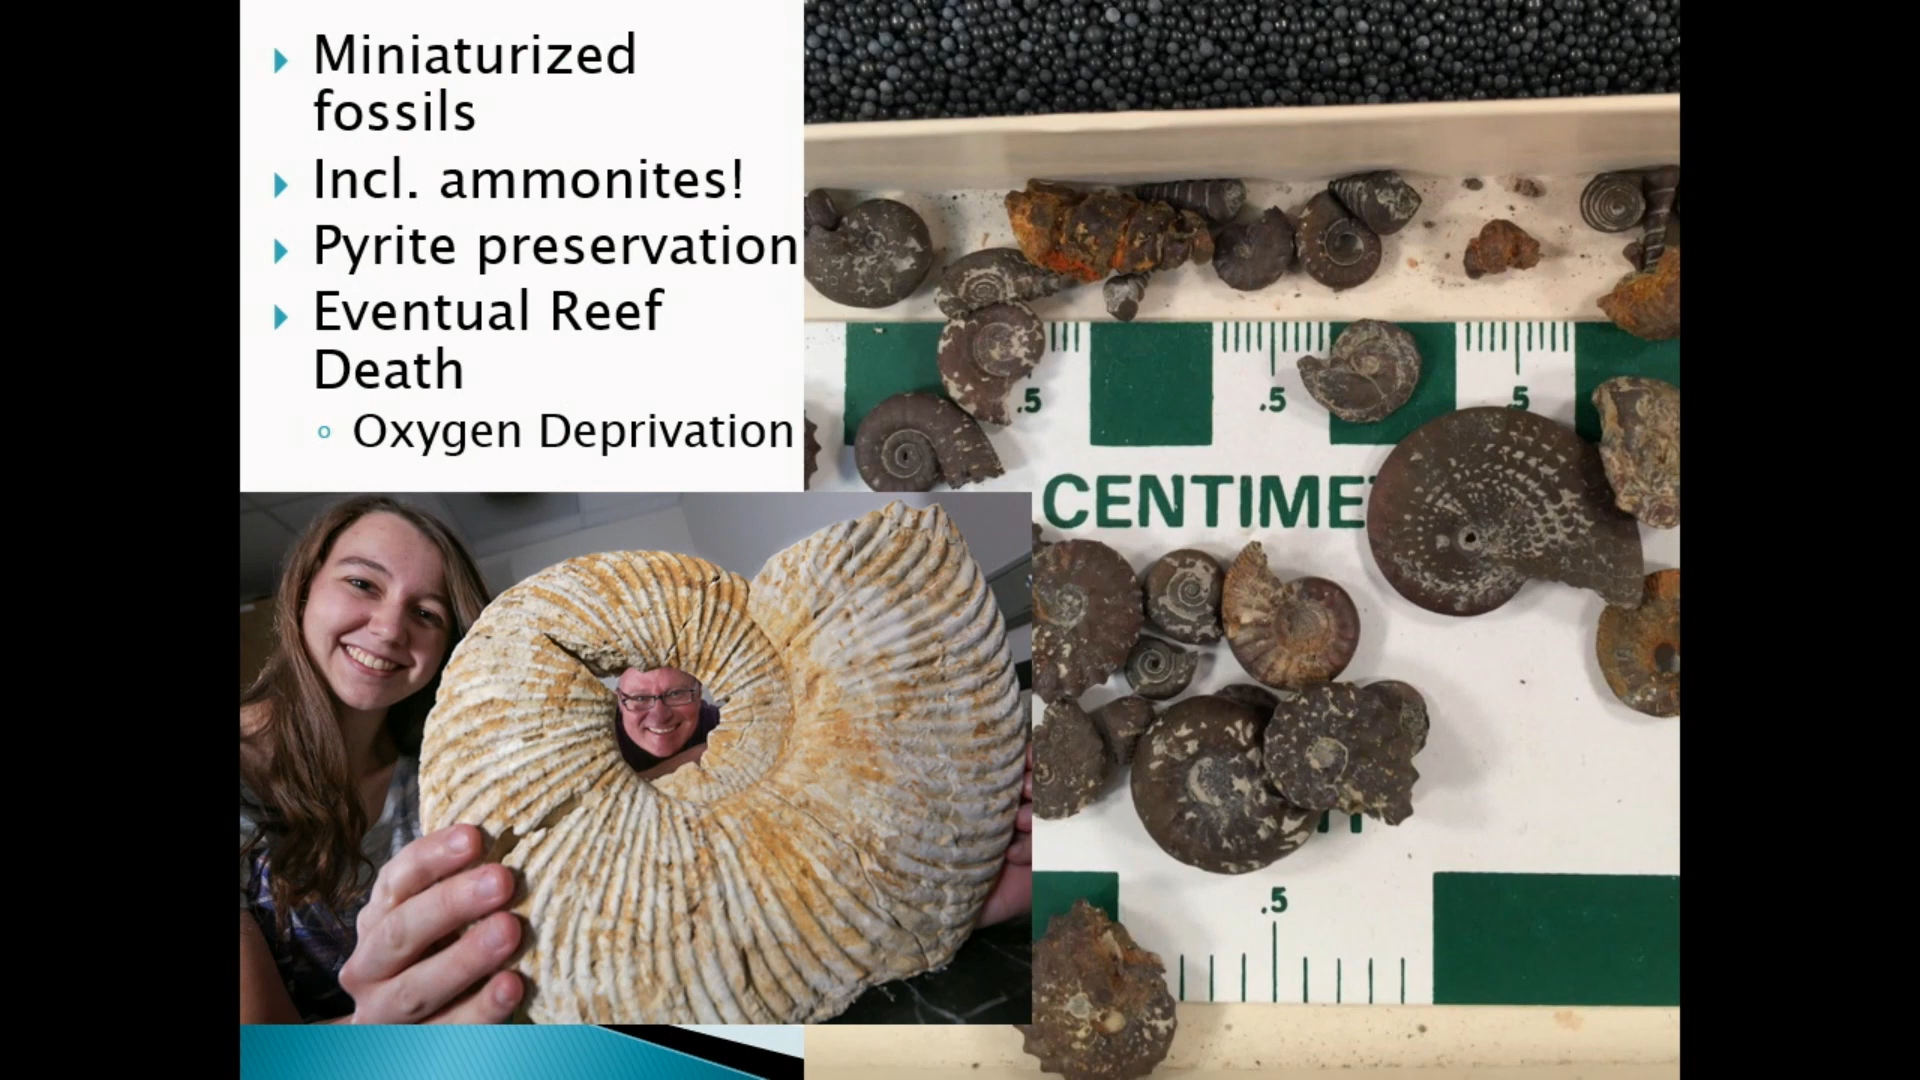 Miniaturized
fossils
Incl. ammonites!
Pyrite preservation
Eventual Reef
Death
Oxygen Deprivation
.5
.5
.5
CENTIME
.5